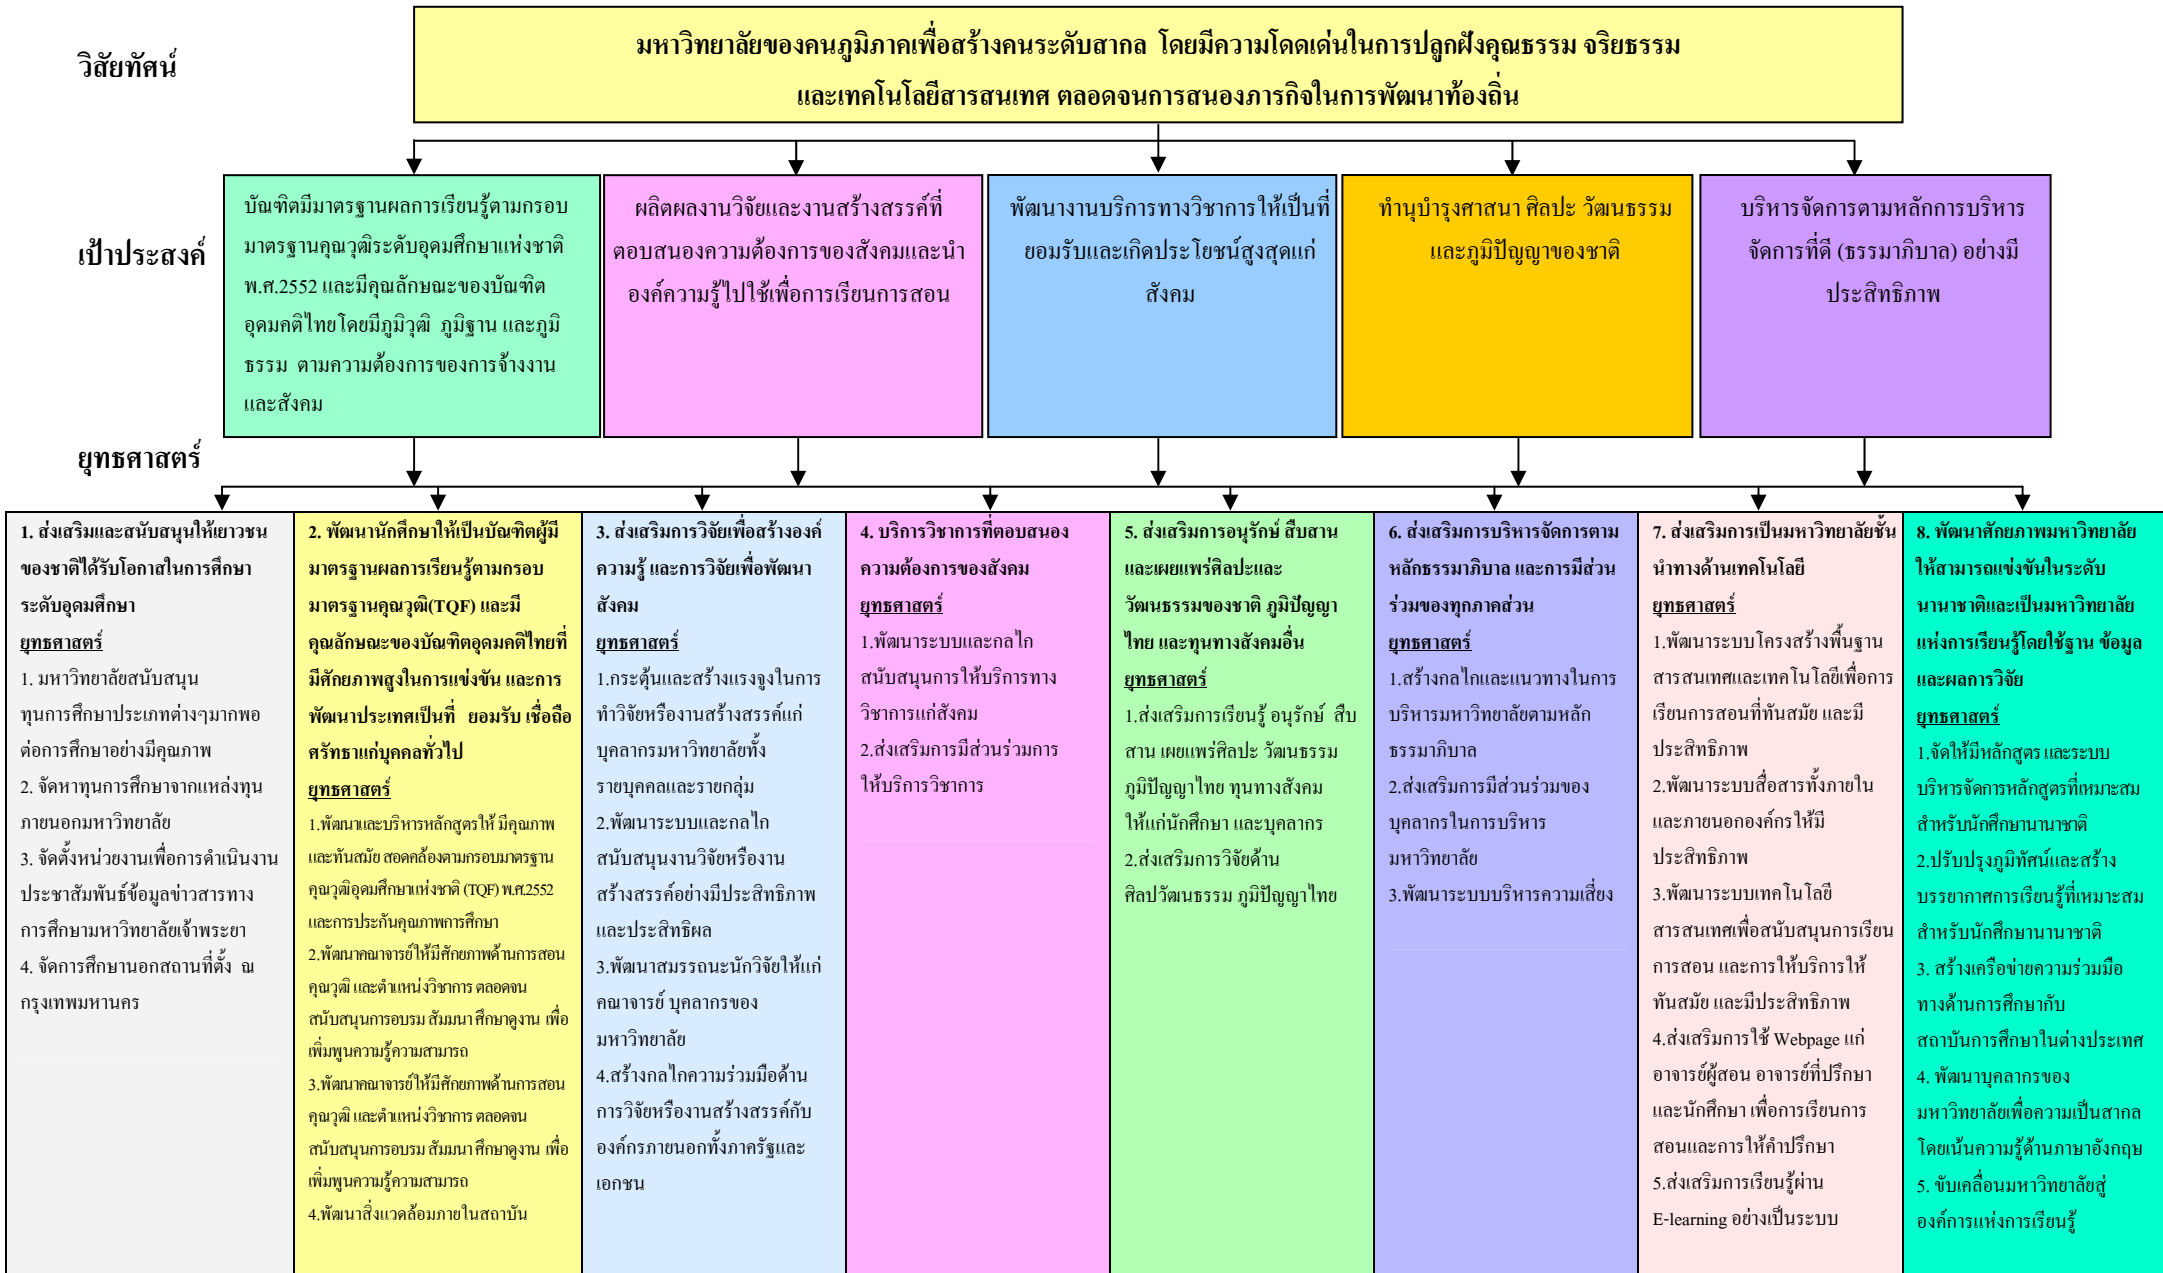 วิสัยทัศน์
มหาวิทยาลัยของคนภูมิภาคเพื่อสร้างคนระดับสากล โดยมีความโดดเด่นในการปลูกฝังคุณธรรม จริยธรรม
และเทคโนโลยีสารสนเทศ ตลอดจนการสนองภารกิจในการพัฒนาท้องถิ่น
เป้าประสงค์
บัณฑิตมีมาตรฐานผลการเรียนรู้ตามกรอบ
มาตรฐานคุณวุฒิระดับอุดมศึกษาแห่งชาติ
พ.ศ.2552 และมีคุณลักษณะของบัณฑิต
อุดมคติไทยโดยมีภูมิวุฒิ ภูมิฐาน และภูมิ
ธรรม ตามความต้องการของการจ้างงาน
และสังคม
ผลิตผลงานวิจัยและงานสร้างสรรค์ที่
ตอบสนองความต้องการของสังคมและนำ
องค์ความรู้ไปใช้เพื่อการเรียนการสอน
พัฒนางานบริการทางวิชาการให้เป็นที่
ยอมรับและเกิดประโยชน์สูงสุดแก่
สังคม
ทำนุบำรุงศาสนา ศิลปะ วัฒนธรรม
และภูมิปัญญาของชาติ
บริหารจัดการตามหลักการบริหาร
จัดการที่ดี (ธรรมาภิบาล) อย่างมี
ประสิทธิภาพ
ยุทธศาสตร์
1. ส่งเสริมและสนับสนุนให้เยาวชน
ของชาติได้รับโอกาสในการศึกษา
ระดับอุดมศึกษา
ยุทธศาสตร์
1. มหาวิทยาลัยสนับสนุน
ทุนการศึกษาประเภทต่างๆมากพอ
ต่อการศึกษาอย่างมีคุณภาพ
2. จัดหาทุนการศึกษาจากแหล่งทุน
ภายนอกมหาวิทยาลัย
3. จัดตั้งหน่วยงานเพื่อการดำเนินงาน
ประชาสัมพันธ์ข้อมูลข่าวสารทาง
การศึกษามหาวิทยาลัยเจ้าพระยา
4. จัดการศึกษานอกสถานที่ตั้ง ณ
กรุงเทพมหานคร
2. พัฒนานักศึกษาให้เป็นบัณฑิตผู้มี
มาตรฐานผลการเรียนรู้ตามกรอบ
มาตรฐานคุณวุฒิ(TQF) และมี
คุณลักษณะของบัณฑิตอุดมคติไทยที่
มีศักยภาพสูงในการแข่งขัน และการ
พัฒนาประเทศเป็นที่ ยอมรับ เชื่อถือ
ศรัทธาแก่บุคคลทั่วไป
ยุทธศาสตร์
1.พัฒนาและบริหารหลักสูตรให้ มีคุณภาพ
และทันสมัย สอดคล้องตามกรอบมาตรฐาน
คุณวุฒิอุดมศึกษาแห่งชาติ (TQF) พ.ศ.2552
และการประกันคุณภาพการศึกษา
2.พัฒนาคณาจารย์ให้มีศักยภาพด้านการสอน
คุณวุฒิ และตำแหน่งวิชาการ ตลอดจน
สนับสนุนการอบรม สัมมนา ศึกษาดูงาน เพื่อ
เพิ่มพูนความรู้ความสามารถ
3.พัฒนาคณาจารย์ให้มีศักยภาพด้านการสอน
คุณวุฒิ และตำแหน่งวิชาการ ตลอดจน
สนับสนุนการอบรม สัมมนา ศึกษาดูงาน เพื่อ
เพิ่มพูนความรู้ความสามารถ
4.พัฒนาสิ่งแวดล้อมภายในสถาบัน
3. ส่งเสริมการวิจัยเพื่อสร้างองค์
ความรู้ และการวิจัยเพื่อพัฒนา
สังคม
ยุทธศาสตร์
1.กระตุ้นและสร้างแรงจูงในการ
ทำวิจัยหรืองานสร้างสรรค์แก่
บุคลากรมหาวิทยาลัยทั้ง
รายบุคคลและรายกลุ่ม
2.พัฒนาระบบและกลไก
สนับสนุนงานวิจัยหรืองาน
สร้างสรรค์อย่างมีประสิทธิภาพ
และประสิทธิผล
3.พัฒนาสมรรถนะนักวิจัยให้แก่
คณาจารย์ บุคลากรของ
มหาวิทยาลัย
4.สร้างกลไกความร่วมมือด้าน
การวิจัยหรืองานสร้างสรรค์กับ
องค์กรภายนอกทั้งภาครัฐและ
เอกชน
4. บริการวิชาการที่ตอบสนอง
ความต้องการของสังคม
ยุทธศาสตร์
1.พัฒนาระบบและกลไก
สนับสนุนการให้บริการทาง
วิชาการแก่สังคม
2.ส่งเสริมการมีส่วนร่วมการ
ให้บริการวิชาการ
5. ส่งเสริมการอนุรักษ์ สืบสาน
และเผยแพร่ศิลปะและ
วัฒนธรรมของชาติ ภูมิปัญญา
ไทย และทุนทางสังคมอื่น
ยุทธศาสตร์
1.ส่งเสริมการเรียนรู้ อนุรักษ์ สืบ
สาน เผยแพร่ศิลปะ วัฒนธรรม
ภูมิปัญญาไทย ทุนทางสังคม
ให้แก่นักศึกษา และบุคลากร
2.ส่งเสริมการวิจัยด้าน
ศิลปวัฒนธรรม ภูมิปัญญาไทย
6. ส่งเสริมการบริหารจัดการตาม
หลักธรรมาภิบาล และการมีส่วน
ร่วมของทุกภาคส่วน
ยุทธศาสตร์
1.สร้างกลไกและแนวทางในการ
บริหารมหาวิทยาลัยตามหลัก
ธรรมาภิบาล
2.ส่งเสริมการมีส่วนร่วมของ
บุคลากรในการบริหาร
มหาวิทยาลัย
3.พัฒนาระบบบริหารความเสี่ยง
7. ส่งเสริมการเป็นมหาวิทยาลัยชั้น
นำทางด้านเทคโนโลยี
ยุทธศาสตร์
1.พัฒนาระบบโครงสร้างพื้นฐาน
สารสนเทศและเทคโนโลยีเพื่อการ
เรียนการสอนที่ทันสมัย และมี
ประสิทธิภาพ
2.พัฒนาระบบสื่อสารทั้งภายใน
และภายนอกองค์กรให้มี
ประสิทธิภาพ
3.พัฒนาระบบเทคโนโลยี
สารสนเทศเพื่อสนับสนุนการเรียน
การสอน และการให้บริการให้
ทันสมัย และมีประสิทธิภาพ
4.ส่งเสริมการใช้ Webpage แก่
อาจารย์ผู้สอน อาจารย์ที่ปรึกษา
และนักศึกษา เพื่อการเรียนการ
สอนและการให้คำปรึกษา
5.ส่งเสริมการเรียนรู้ผ่าน
E-learning อย่างเป็นระบบ
8. พัฒนาศักยภาพมหาวิทยาลัย
ให้สามารถแข่งขันในระดับ
นานาชาติและเป็นมหาวิทยาลัย
แห่งการเรียนรู้โดยใช้ฐาน ข้อมูล
และผลการวิจัย
ยุทธศาสตร์
1.จัดให้มีหลักสูตร และระบบ
บริหารจัดการหลักสูตรที่เหมาะสม
สำหรับนักศึกษานานาชาติ
2.ปรับปรุงภูมิทัศน์และสร้าง
บรรยากาศการเรียนรู้ที่เหมาะสม
สำหรับนักศึกษานานาชาติ
3. สร้างเครือข่ายความร่วมมือ
ทางด้านการศึกษากับ
สถาบันการศึกษาในต่างประเทศ
4. พัฒนาบุคลากรของ
มหาวิทยาลัยเพื่อความเป็นสากล
โดยเน้นความรู้ด้านภาษาอังกฤษ
5. ขับเคลื่อนมหาวิทยาลัยสู่
องค์การแห่งการเรียนรู้